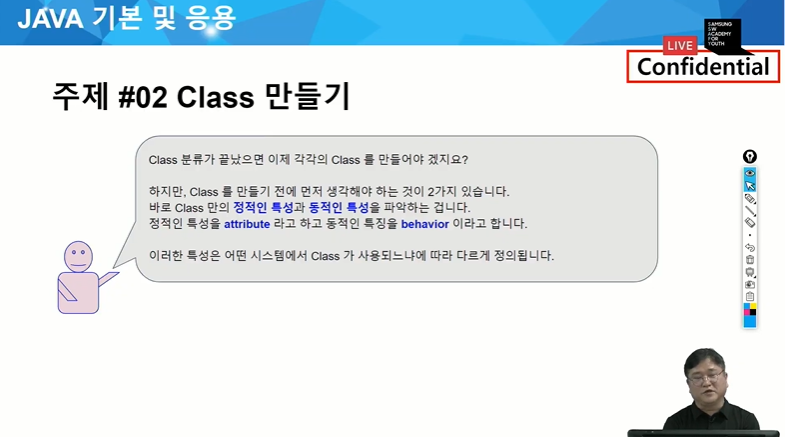 JAVA 기본 및 응용
SAMSUNG
SW
ACADEMY
FOR
YOUTH
LIVE
Confidential
주제 #02 Class 만들기
Class 분류가 끝났으면 이제 각각의 Class 를 만들어야 겠지요?
하지만, Class 를 만들기 전에 먼저 생각해야 하는 것이 2가지 있습니다.
바로 Class 만의 정적인 특성과 동적인 특성을 파악하는 겁니다.
정적인 특성을 attribute 라고 하고 동적인 특징을 behavior 이라고 합니다.
이러한 특성은 어떤 시스템에서 Class 가 사용되느냐에 따라 다르게 정의됩니다.